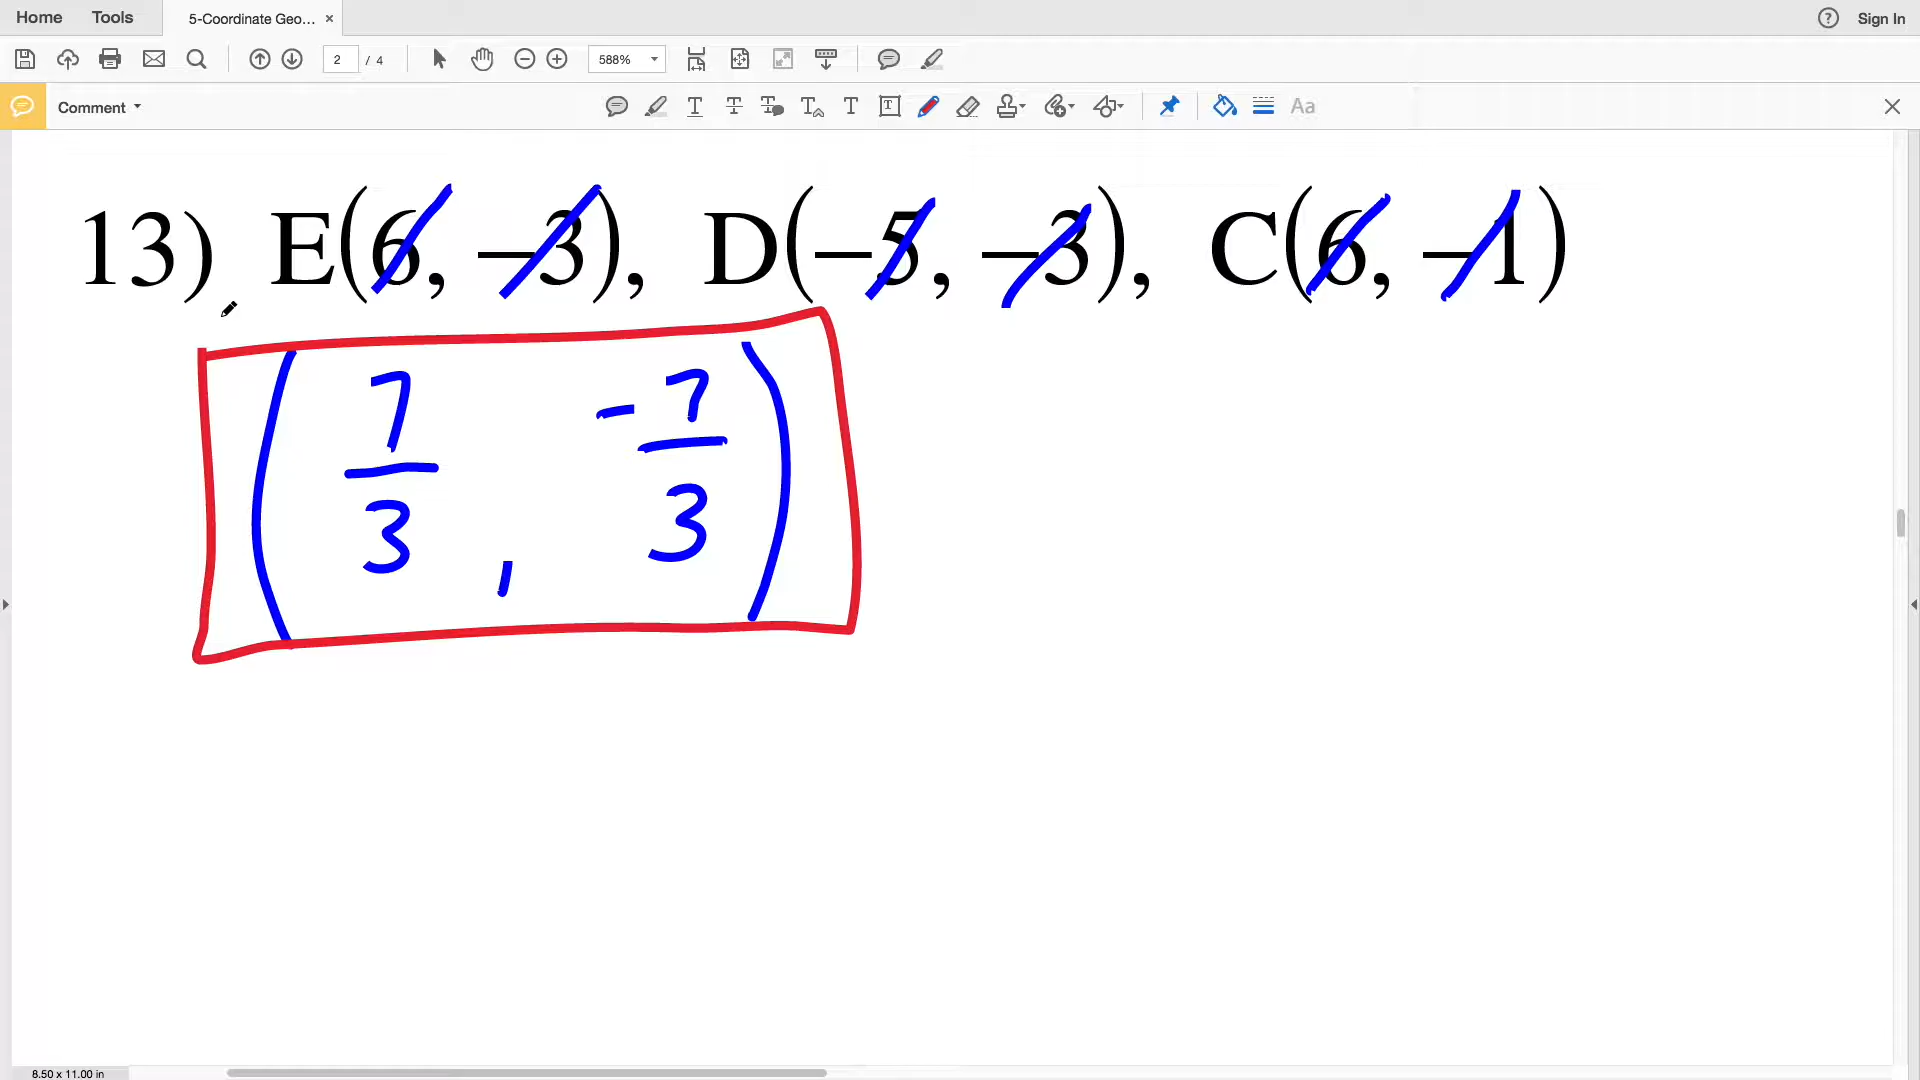 Home Tools 5-Coordinate Geo... × ? Sign In
2 / 4 588%
Comment Aa
13) E(6, −3), D(−5, −3), C(6, −1)
(7/3, -7/3)
8.50 x 11.00 in